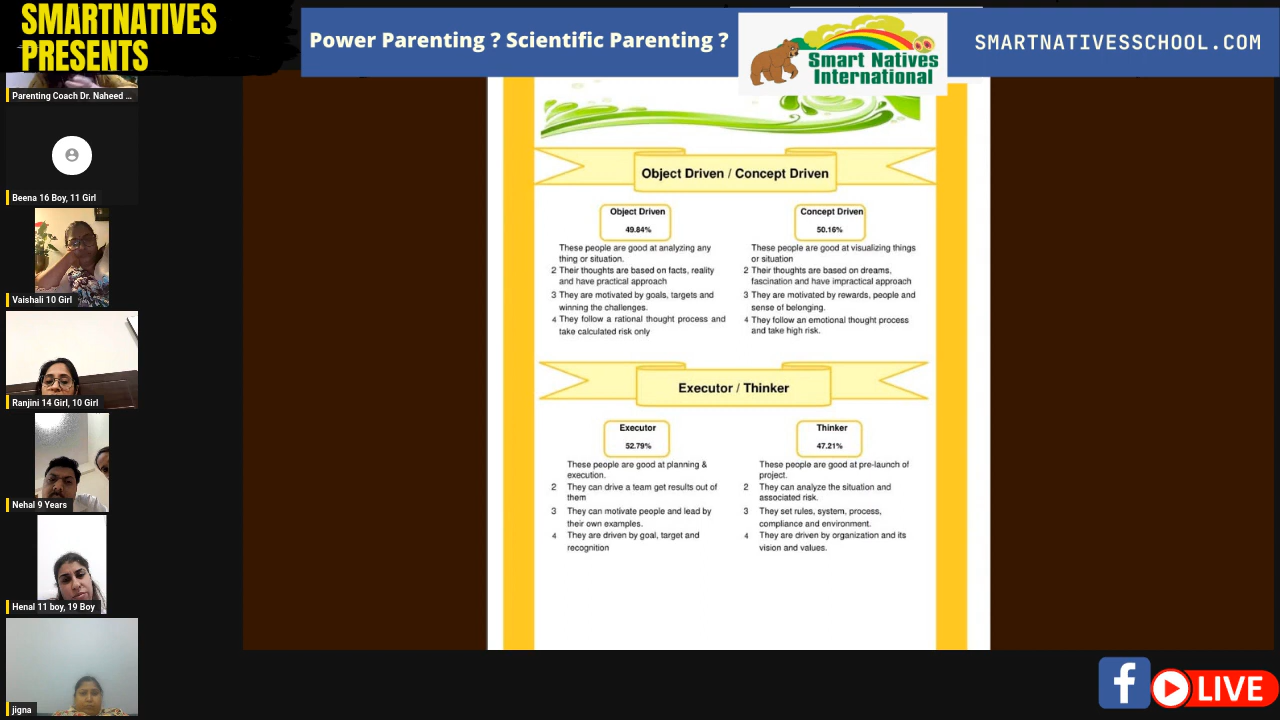 SMARTNATIVES
PRESENTS
Power Parenting ? Scientific Parenting ?
Smart Natives
International
SMARTNATIVESSCHOOL.COM
Parenting Coach Dr. Naheed ...
Beena 16 Boy, 11 Girl
Vaishali 10 Girl
Ranjini 14 Girl, 10 Girl
Nehal 9 Years
Henal 11 boy, 19 Boy
jigna
Object Driven / Concept Driven
Object Driven
49.84%
These people are good at analyzing any
thing or situation.
2 Their thoughts are based on facts, reality
and have practical approach
3 They are motivated by goals, targets and
winning the challenges.
4 They follow a rational thought process and
take calculated risk only
Concept Driven
50.16%
These people are good at visualizing things
or situation
2 Their thoughts are based on dreams,
fascination and have impractical approach
3 They are motivated by rewards, people and
sense of belonging.
4 They follow an emotional thought process
and take high risk.
Executor / Thinker
Executor
52.79%
These people are good at planning &
execution.
2 They can drive a team get results out of
them
3 They can motivate people and lead by
their own examples.
4 They are driven by goal, target and
recognition
Thinker
47.21%
These people are good at pre-launch of
project.
2 They can analyze the situation and
associated risk.
3 They set rules, system, process,
compliance and environment.
4 They are driven by organization and its
vision and values.
f
LIVE